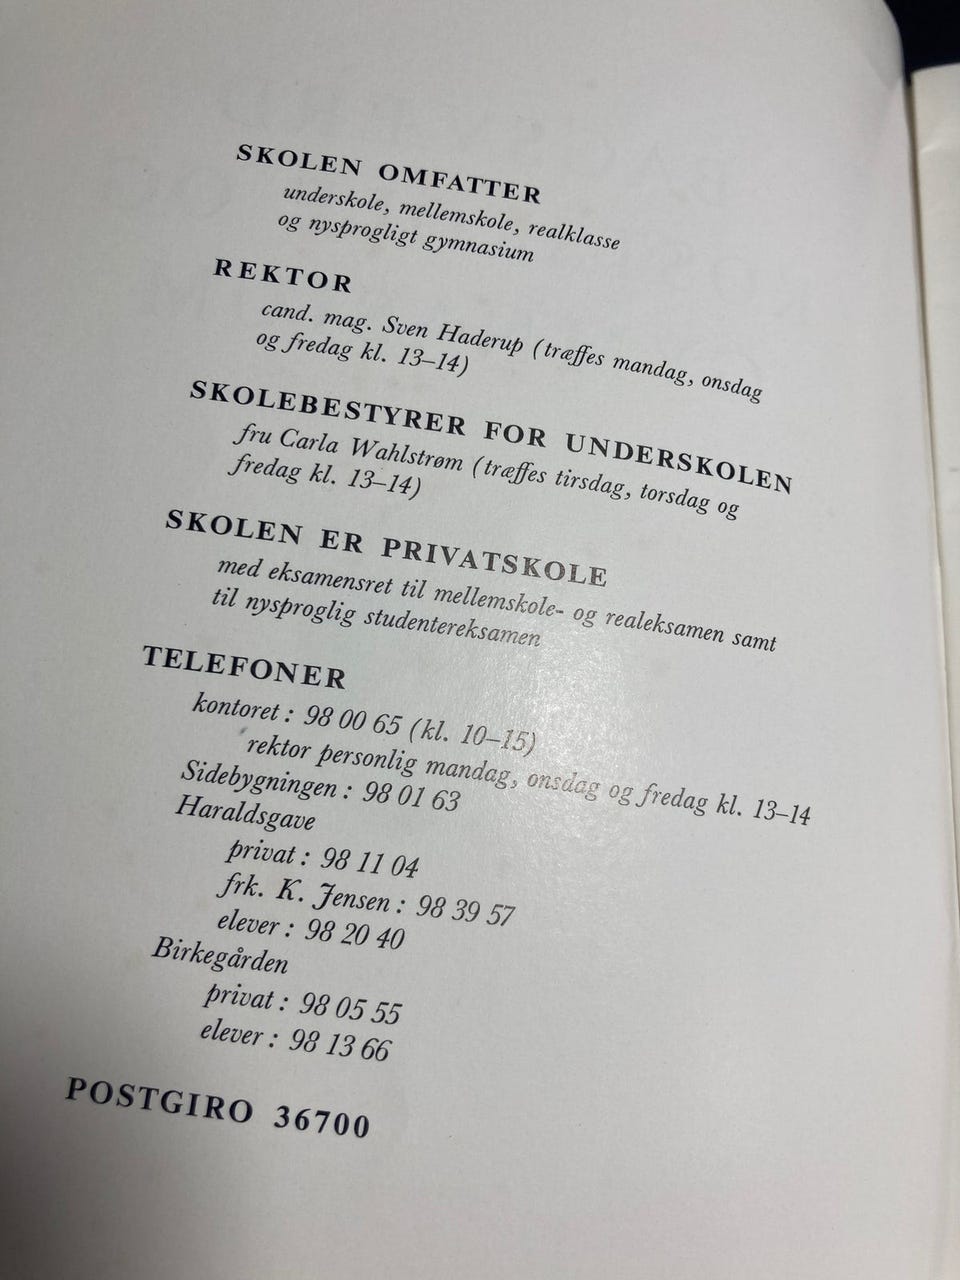 SKOLEN OMFATTER
underskole, mellemskole, realklasse
og nysprogligt gymnasium
REKTOR
cand. mag. Sven Haderup (træffes mandag, onsdag
og fredag kl. 13–14)
SKOLEBESTYRER FOR UNDERSKOLEN
fru Carla Wahlstrøm (træffes tirsdag, torsdag og
fredag kl. 13–14)
SKOLEN ER PRIVATSKOLE
med eksamensret til mellemskole- og realeksamen samt
til nysproglig studentereksamen
TELEFONER
kontoret: 98 00 65 (kl. 10–15)
rektor personlig mandag, onsdag og fredag kl. 13–14
Sidebygningen: 98 01 63
Haraldsgave
privat: 98 11 04
frk. K. Jensen: 98 39 57
elever: 98 20 40
Birkegården
privat: 98 05 55
elever: 98 13 66
POSTGIRO 36700